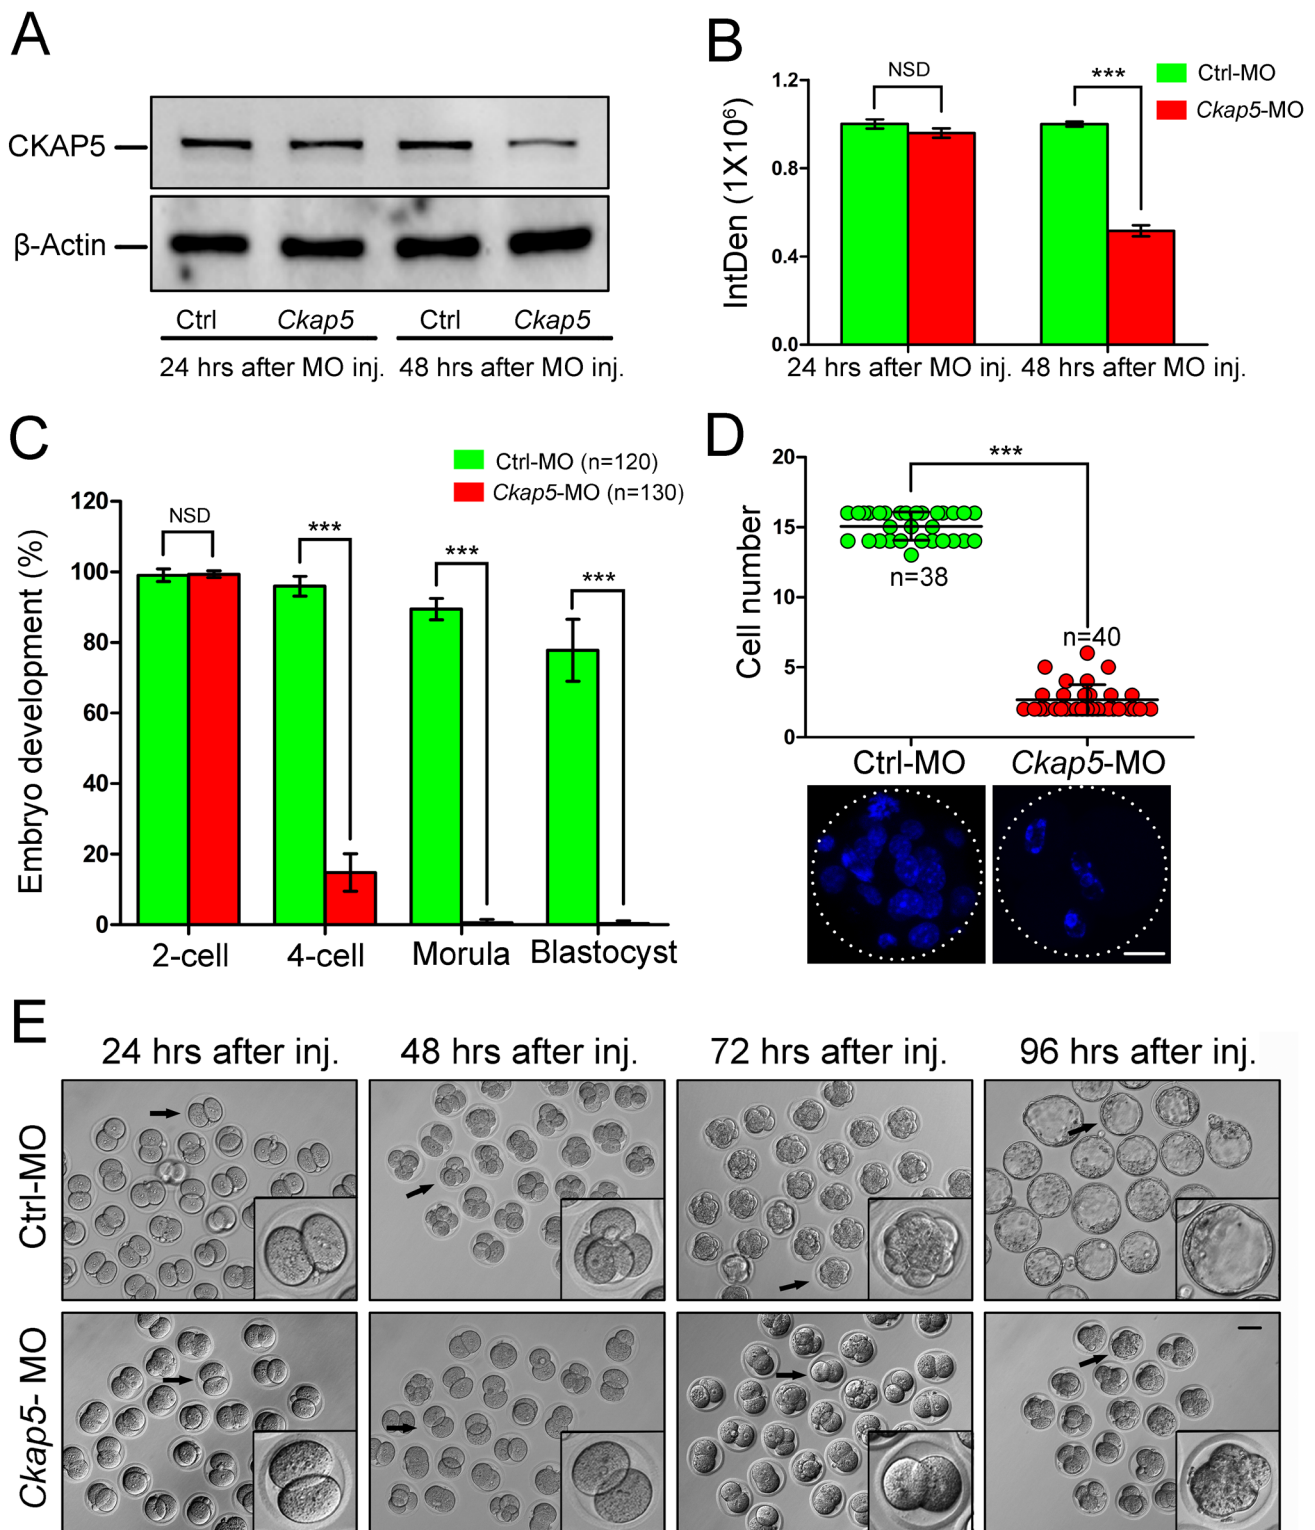 A
CKAP5
β-Actin
Ctrl Ckap5 Ctrl Ckap5
24 hrs after MO inj. 48 hrs after MO inj.
B
Ctrl-MO
Ckap5-MO
NSD
***
IntDen (1X10⁶)
1.2
0.8
0.4
0.0
24 hrs after MO inj. 48 hrs after MO inj.
C
Ctrl-MO (n=120)
Ckap5-MO (n=130)
Embryo development (%)
120
100
80
60
40
20
0
NSD
***
***
***
2-cell 4-cell Morula Blastocyst
D
Cell number
20
15
10
5
0
***
n=38
n=40
Ctrl-MO Ckap5-MO
E
24 hrs after inj. 48 hrs after inj. 72 hrs after inj. 96 hrs after inj.
Ctrl-MO
Ckap5- MO